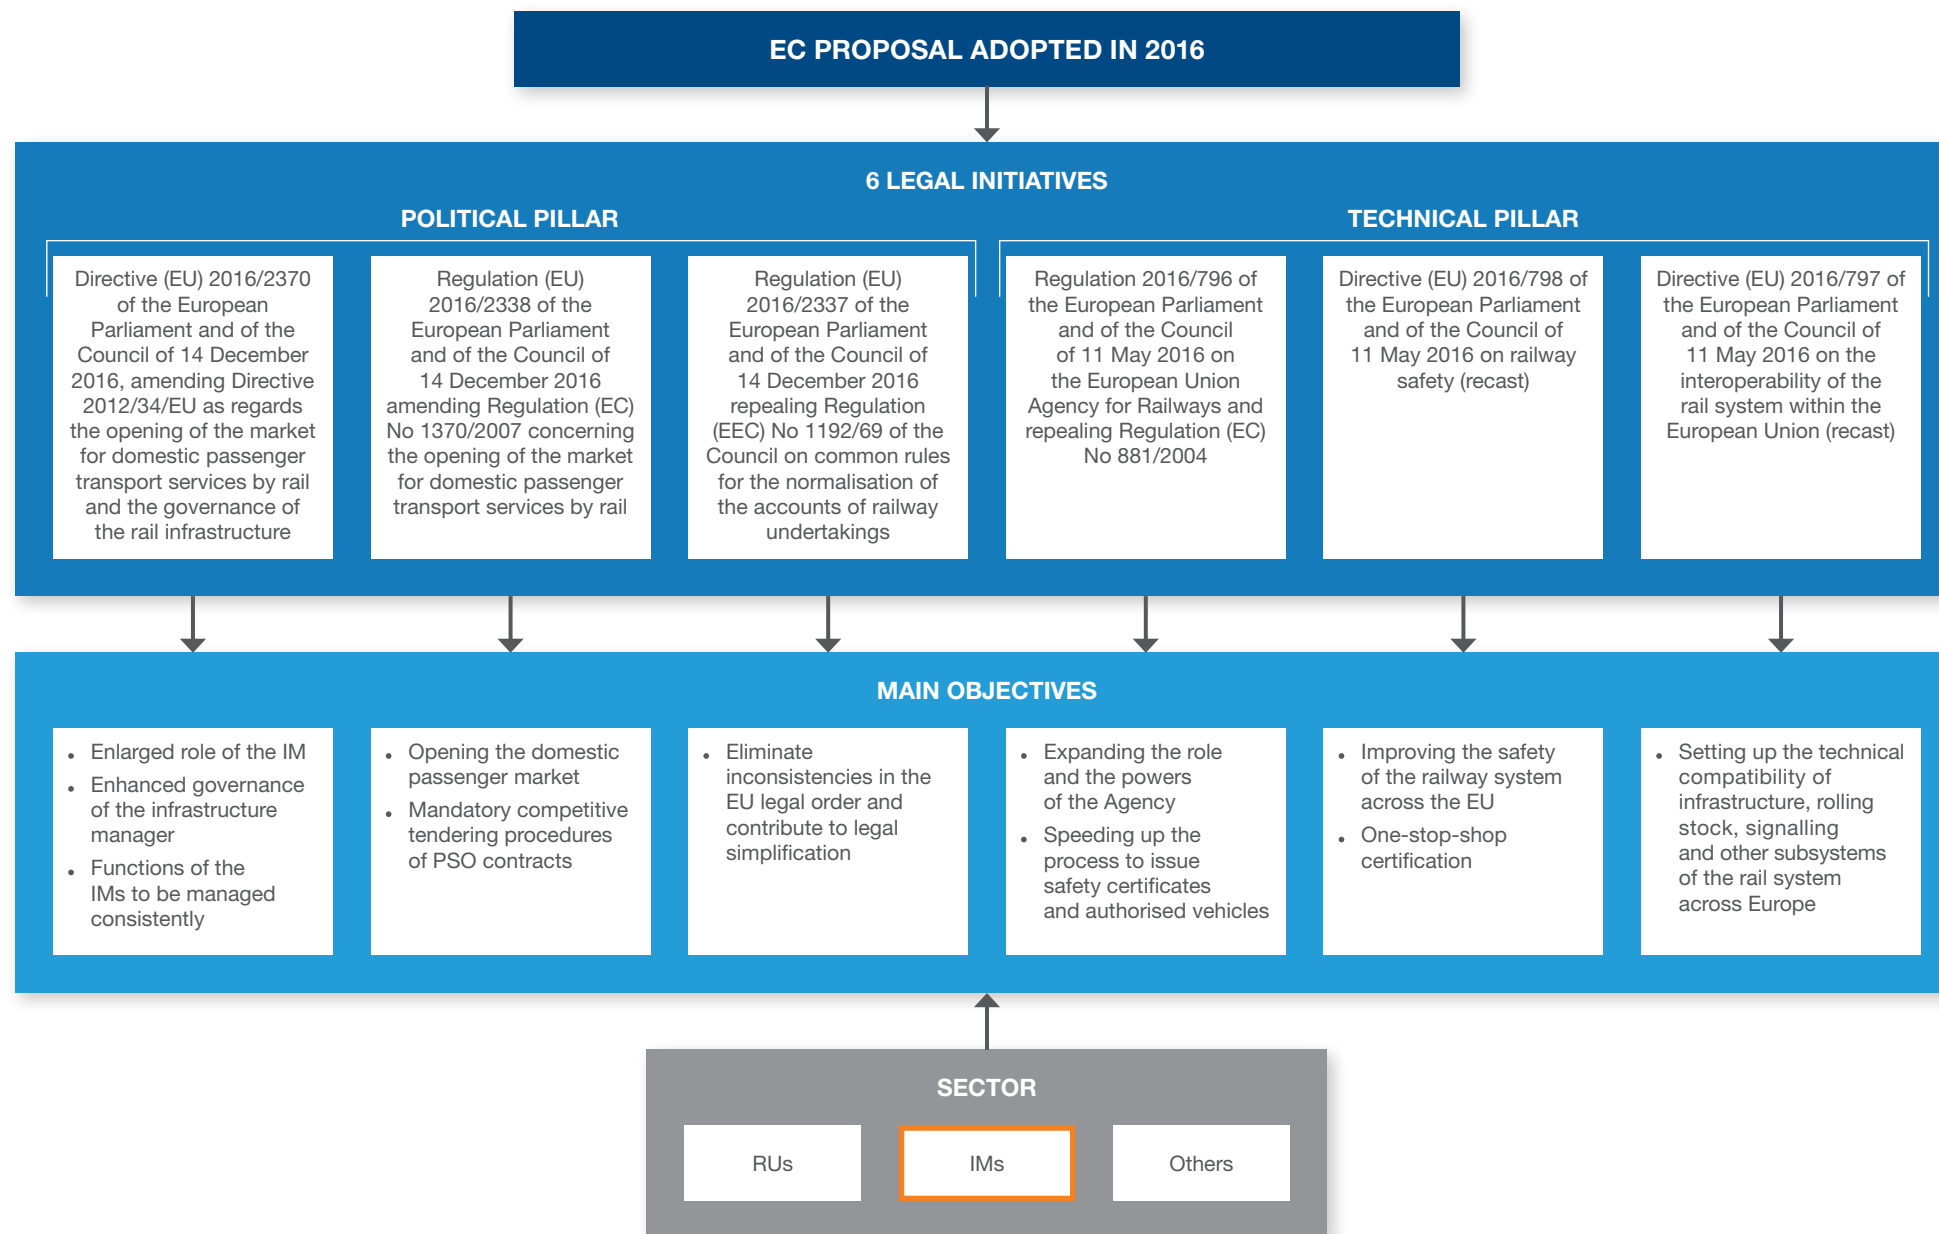 EC PROPOSAL ADOPTED IN 2016
6 LEGAL INITIATIVES
POLITICAL PILLAR
TECHNICAL PILLAR
Directive (EU) 2016/2370
of the European
Parliament and of the
Council of 14 December
2016, amending Directive
2012/34/EU as regards
the opening of the market
for domestic passenger
transport services by rail
and the governance of
the rail infrastructure
Regulation (EU)
2016/2338 of the
European Parliament
and of the Council of
14 December 2016
amending Regulation (EC)
No 1370/2007 concerning
the opening of the market
for domestic passenger
transport services by rail
Regulation (EU)
2016/2337 of the
European Parliament
and of the Council of
14 December 2016
repealing Regulation
(EEC) No 1192/69 of the
Council on common rules
for the normalisation of
the accounts of railway
undertakings
Regulation 2016/796 of
the European Parliament
and of the Council
of 11 May 2016 on
the European Union
Agency for Railways and
repealing Regulation (EC)
No 881/2004
Directive (EU) 2016/798 of
the European Parliament
and of the Council of
11 May 2016 on railway
safety (recast)
Directive (EU) 2016/797 of
the European Parliament
and of the Council of
11 May 2016 on the
interoperability of the
rail system within the
European Union (recast)
MAIN OBJECTIVES
• Enlarged role of the IM
• Enhanced governance
of the infrastructure
manager
• Functions of the
IMs to be managed
consistently
• Opening the domestic
passenger market
• Mandatory competitive
tendering procedures
of PSO contracts
• Eliminate
inconsistencies in the
EU legal order and
contribute to legal
simplification
• Expanding the role
and the powers
of the Agency
• Speeding up the
process to issue
safety certificates
and authorised vehicles
• Improving the safety
of the railway system
across the EU
• One-stop-shop
certification
• Setting up the technical
compatibility of
infrastructure, rolling
stock, signalling
and other subsystems
of the rail system
across Europe
SECTOR
RUs
IMs
Others